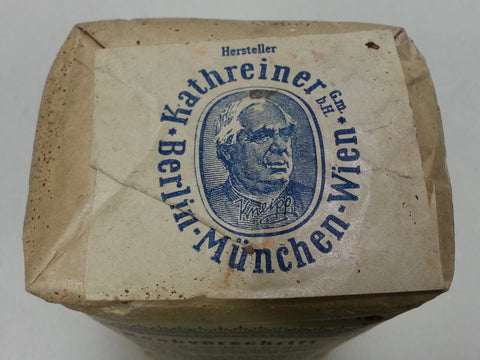 Hersteller
Kathreiner G.m.b.H.
Berlin-München-Wien
Kneipp